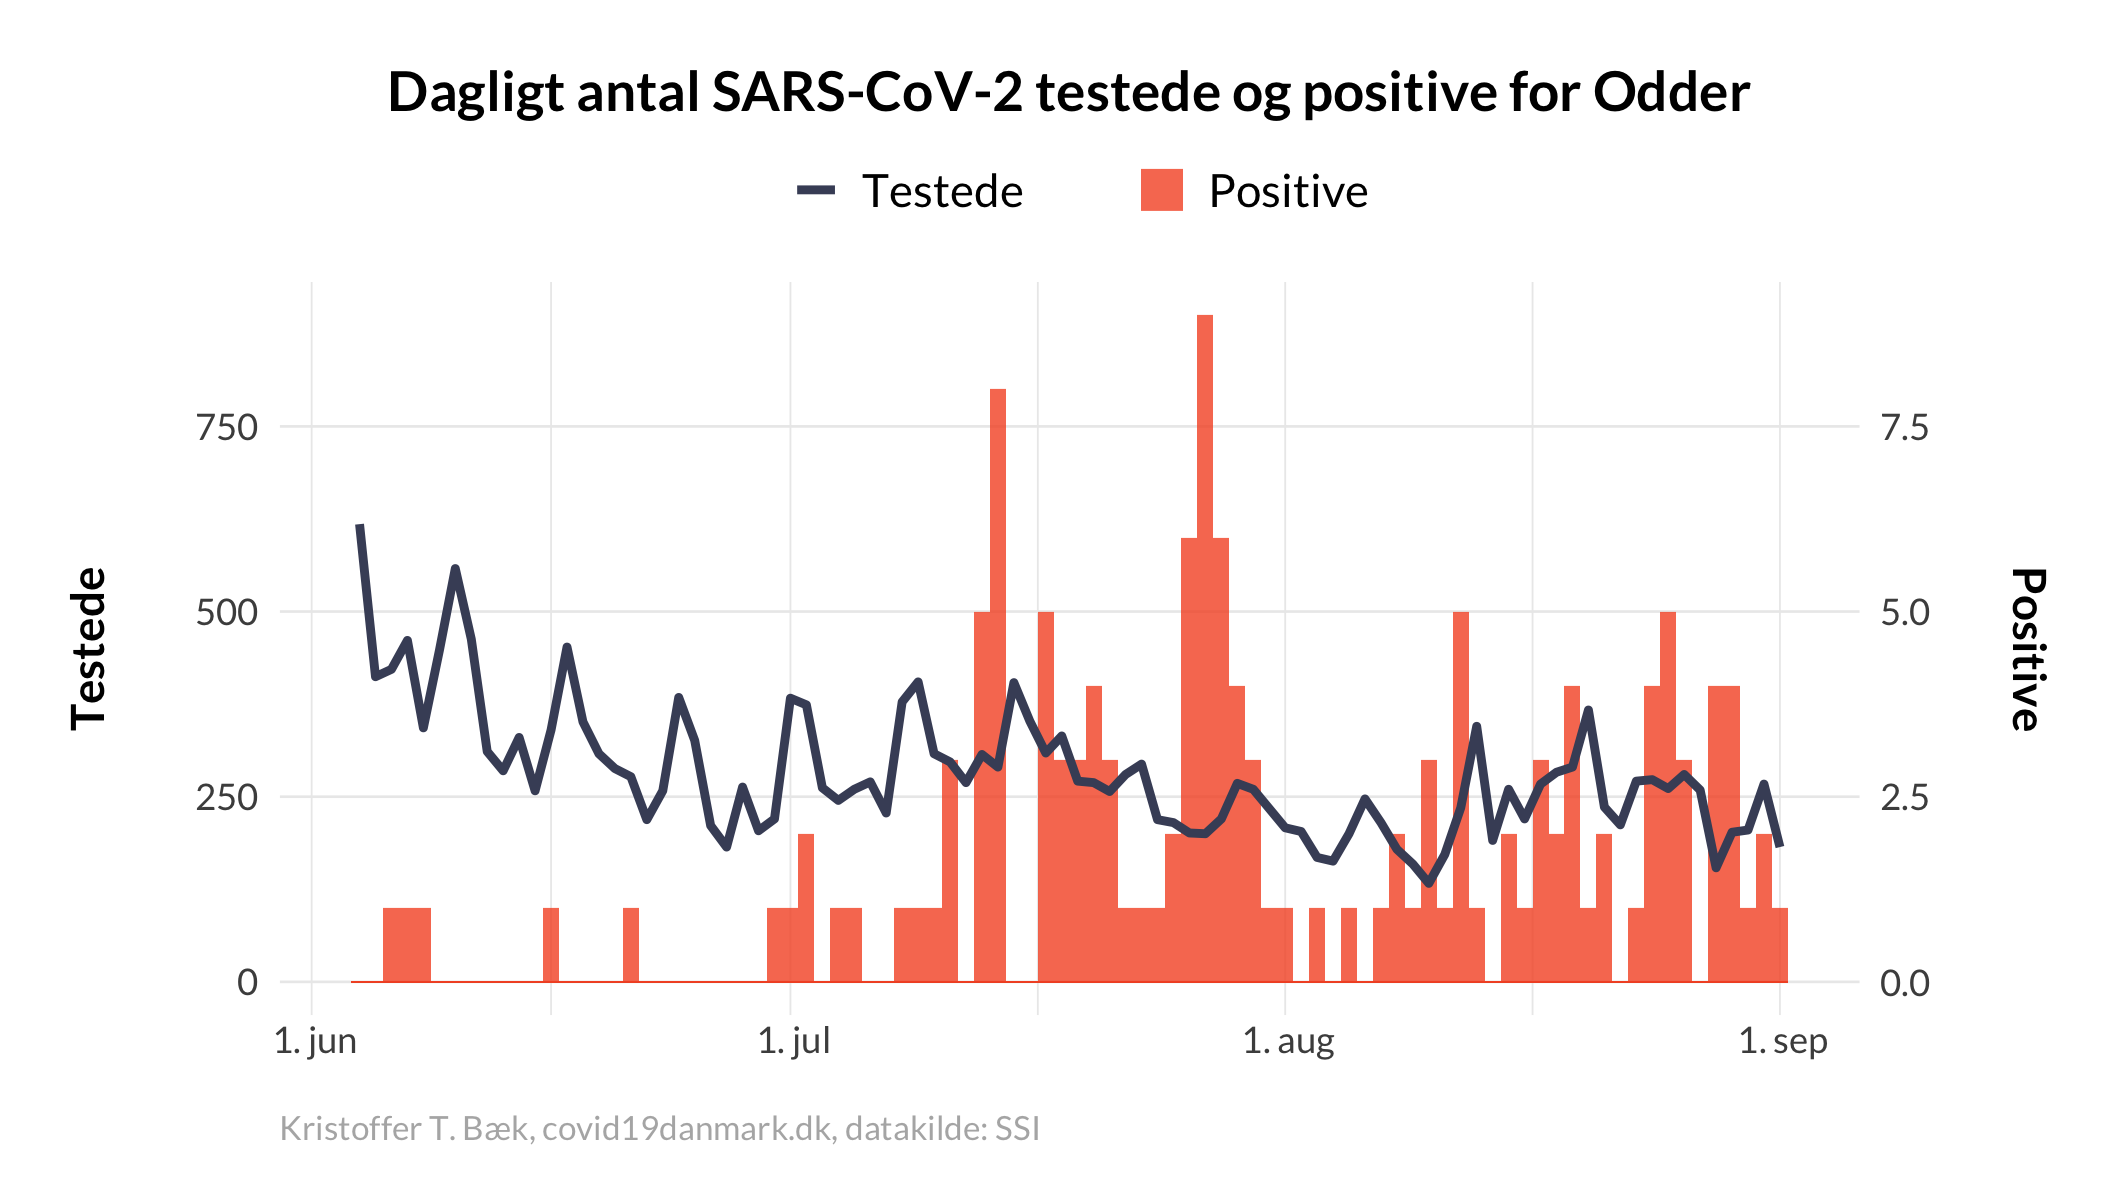 Dagligt antal SARS-CoV-2 testede og positive for Odder
Testede
Positive
Testede
750
500
250
0
7.5
5.0
2.5
0.0
Positive
1. jun
1. jul
1. aug
1. sep
Kristoffer T. Bæk, covid19danmark.dk, datakilde: SSI